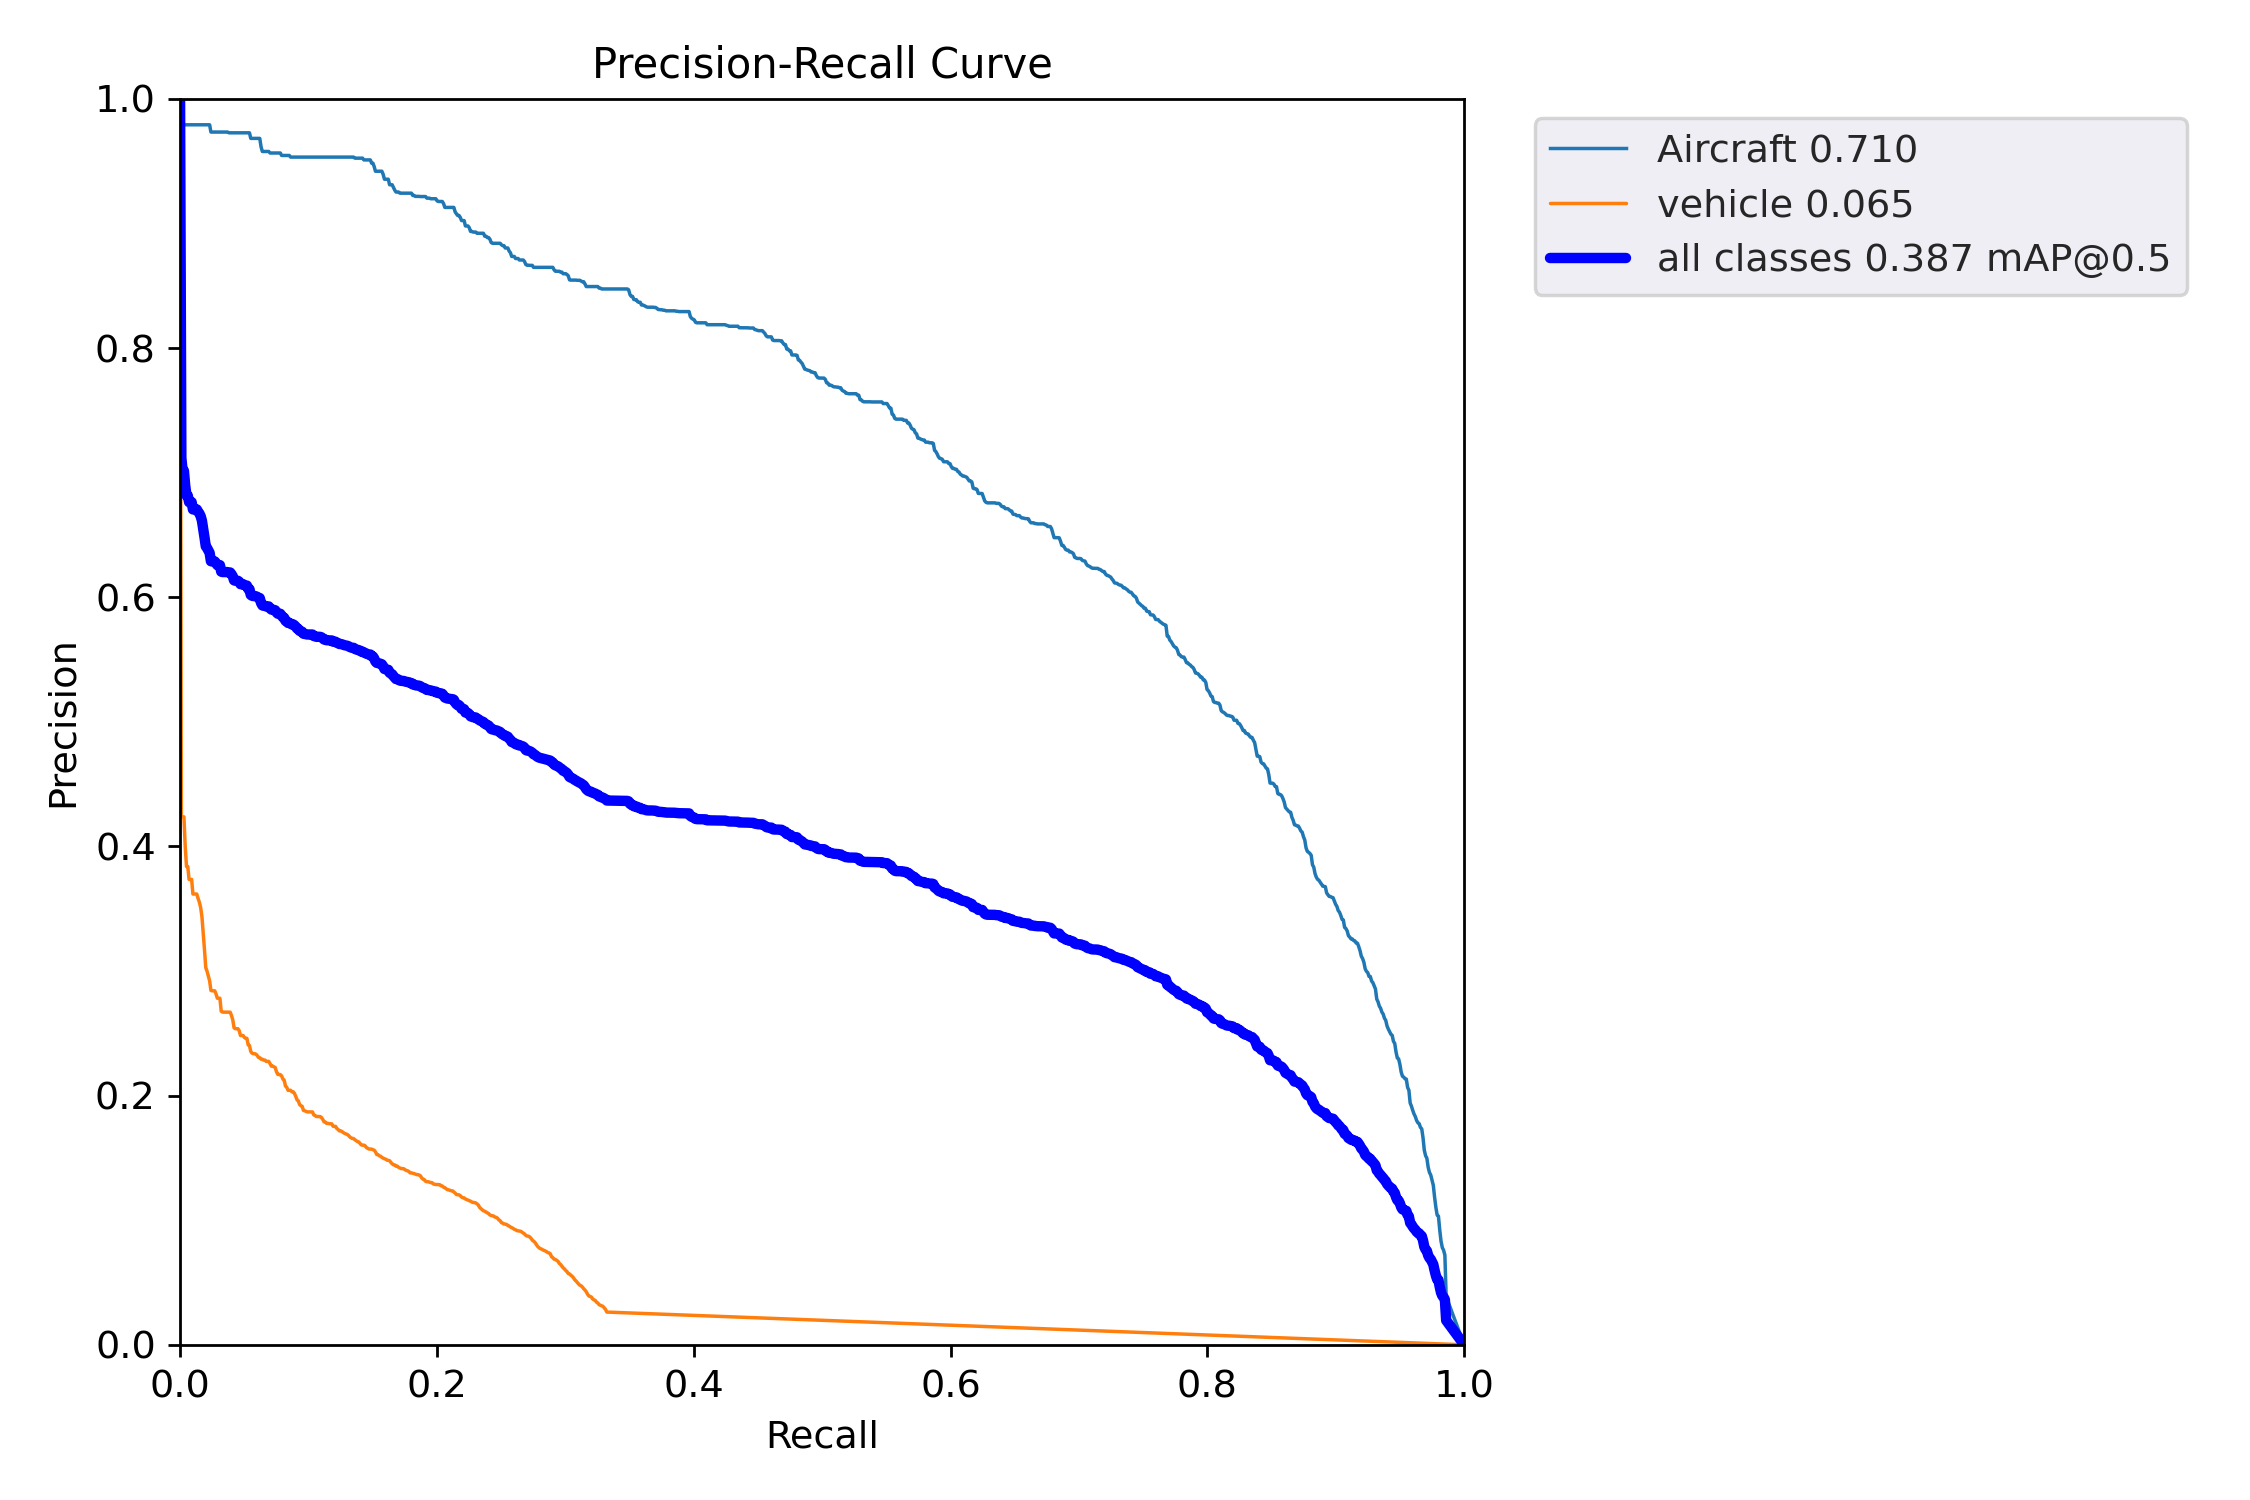 Precision-Recall Curve
Aircraft 0.710
vehicle 0.065
all classes 0.387 mAP@0.5
Precision
1.0
0.8
0.6
0.4
0.2
0.0
0.0 0.2 0.4 0.6 0.8 1.0
Recall